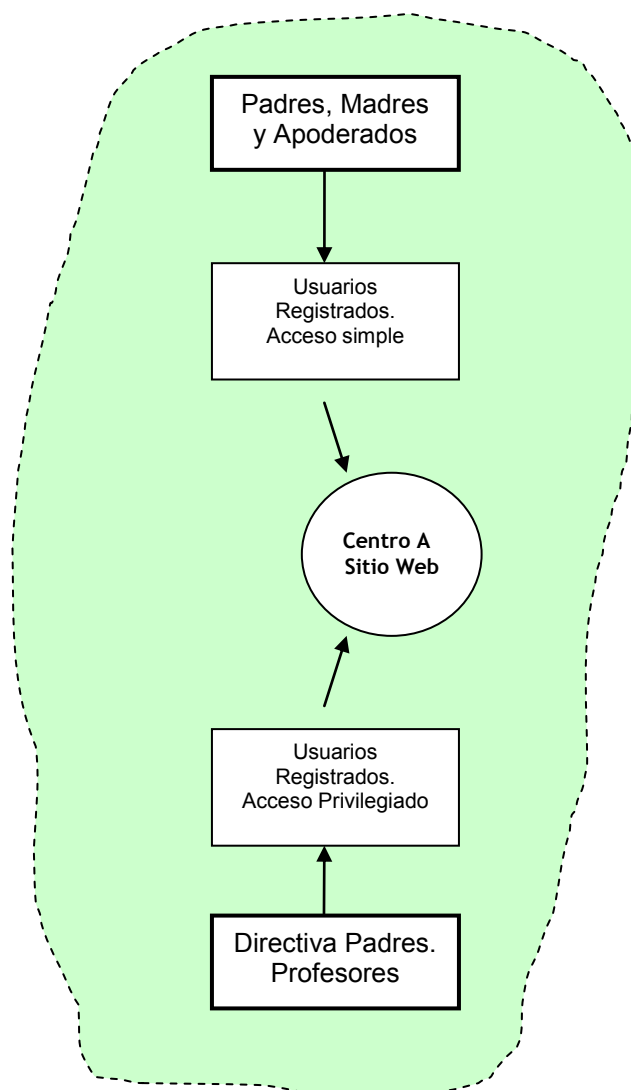 Padres, Madres
y Apoderados
Usuarios
Registrados.
Acceso simple
Centro A
Sitio Web
Usuarios
Registrados.
Acceso Privilegiado
Directiva Padres.
Profesores